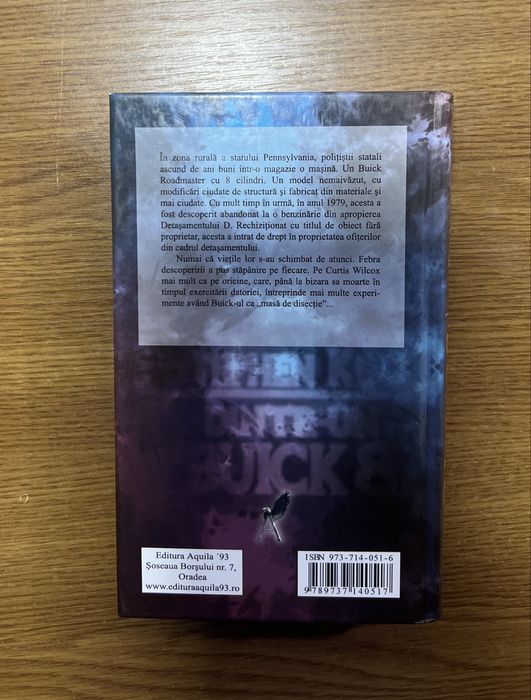 În zona rurală a statului Pennsylvania, polițiștii statali
ascund de ani buni într-o magazie o mașină. Un Buick
Roadmaster cu 8 cilindri. Un model nemaivăzut, cu
modificări ciudate de structură și fabricat din materiale și
mai ciudate. Cu mult timp în urmă, în anul 1979, acesta a
fost descoperit abandonat la o benzinărie din apropierea
Detașamentului D. Rechiziționat cu titlul de obiect fără
proprietar, acesta a intrat de drept în proprietatea ofițerilor
din cadrul detașamentului.
Numai că viețile lor s-au schimbat de atunci. Febra
descoperirii a pus stăpânire pe fiecare. Pe Curtis Wilcox
mai mult ca pe oricine, care, până la bizara sa moarte în
timpul exercitării datoriei, întreprinde mai multe experi-
mente având Buick-ul ca „masă de disecție”...
BUICK 8
A
Editura Aquila '93
Șoseaua Borșului nr. 7,
Oradea
www.edituraaquila93.ro
ISBN 973-714-051-6
9 789737 140517